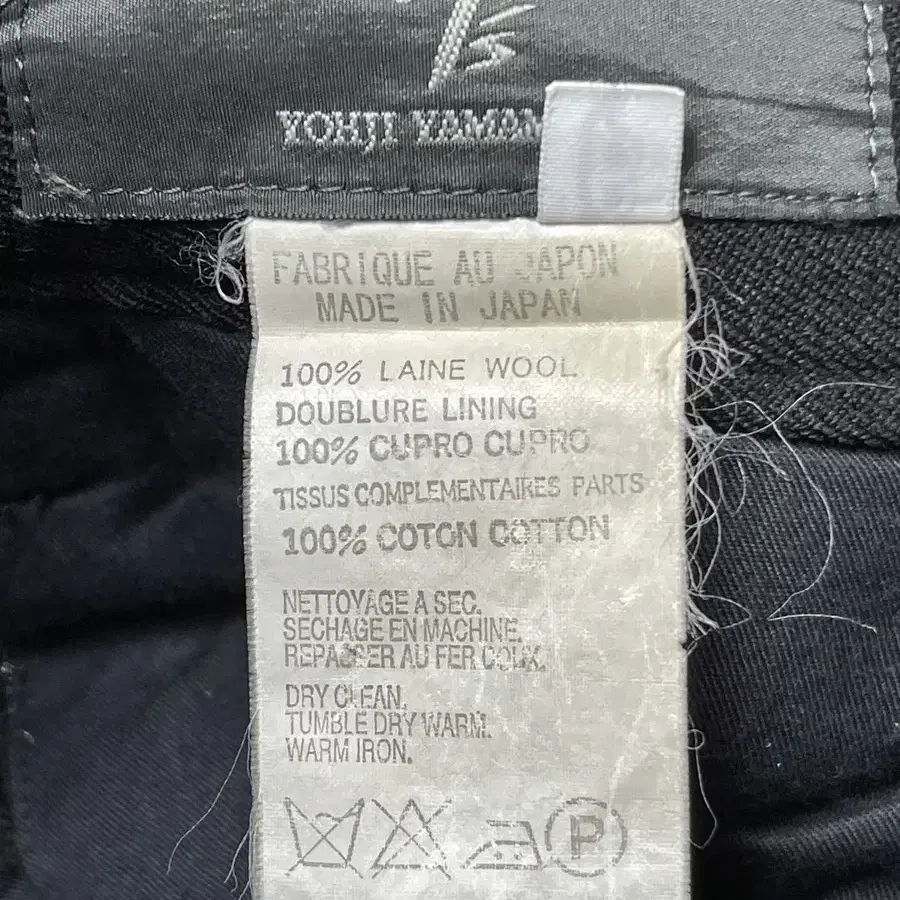 YOHJI YAMAM
FABRIQUE AU JAPON
MADE IN JAPAN
100% LAINE WOOL
DOUBLURE LINING
100% CUPRO CUPRO
TISSUS COMPLEMENTAIRES PARTS
100% COTON COTTON
NETTOYAGE A SEC.
SECHAGE EN MACHINE.
REPASSER AU FER DOUX.
DRY CLEAN.
TUMBLE DRY WARM.
WARM IRON.
P